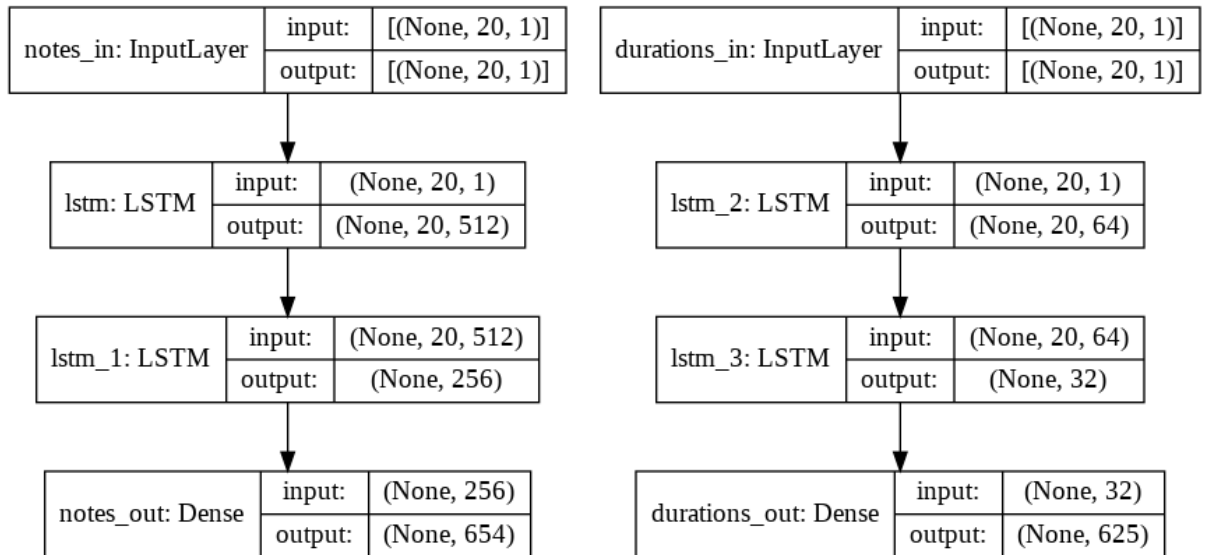 notes_in: InputLayer
input: [(None, 20, 1)]
output: [(None, 20, 1)]
lstm: LSTM
input: (None, 20, 1)
output: (None, 20, 512)
lstm_1: LSTM
input: (None, 20, 512)
output: (None, 256)
notes_out: Dense
input: (None, 256)
output: (None, 654)
durations_in: InputLayer
input: [(None, 20, 1)]
output: [(None, 20, 1)]
lstm_2: LSTM
input: (None, 20, 1)
output: (None, 20, 64)
lstm_3: LSTM
input: (None, 20, 64)
output: (None, 32)
durations_out: Dense
input: (None, 32)
output: (None, 625)